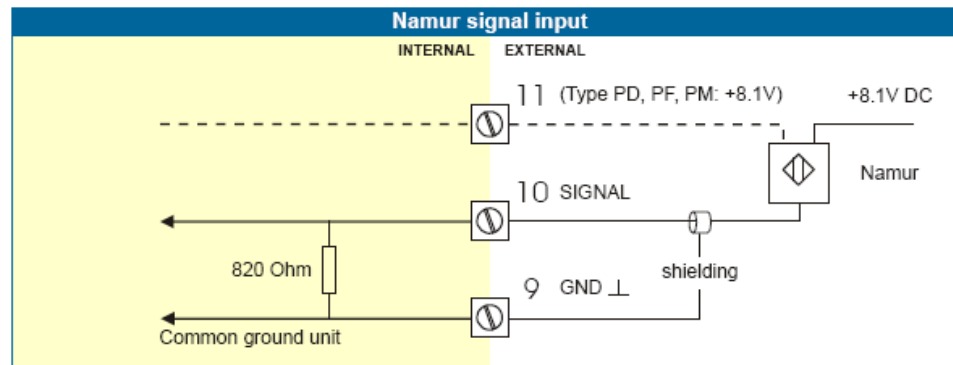 Namur signal input
INTERNAL EXTERNAL
11 (Type PD, PF, PM: +8.1V) +8.1V DC
Namur
10 SIGNAL
820 Ohm
shielding
9 GND ⊥
Common ground unit